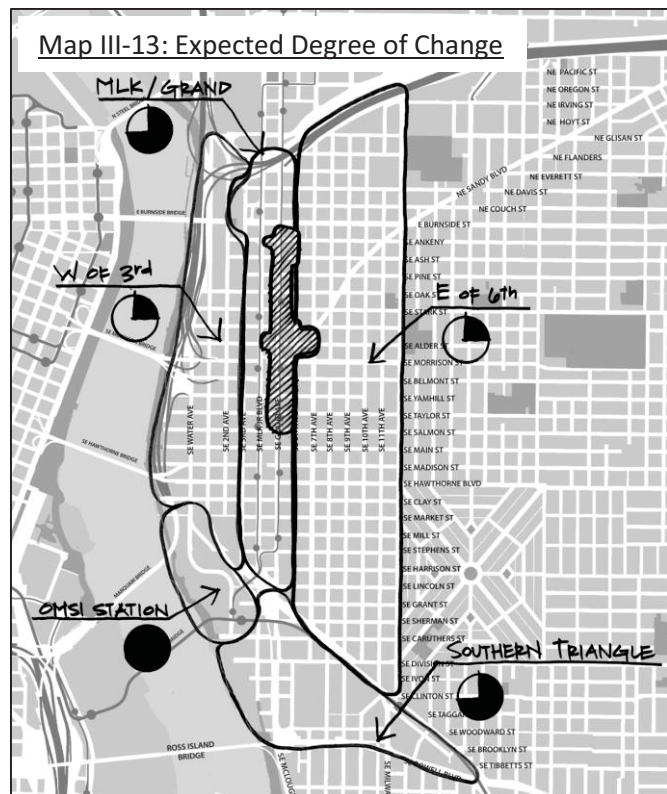 Map III-13: Expected Degree of Change
MLK/GRAND
N STEEL BRIDGE
NE PACIFIC ST
NE OREGON ST
NE IRVING ST
NE HOYT ST
NE GLISAN ST
NE FLANDERS
NE EVERETT ST
NE SANDY BLVD
NE DAVIS ST
NE COUCH ST
E BURNSIDE BRIDGE
E BURNSIDE ST
SE ANKENY
SE ASH ST
SE PINE ST
W OF 3rd
SE OAK ST
E OF 6th
SE STARK ST
SE ALDER ST
SE MORRISON ST
SE BELMONT ST
SE YAMHILL ST
SE TAYLOR ST
SE SALMON ST
SE MAIN ST
SE MADISON ST
SE HAWTHORNE BLVD
SE WATER AVE
SE 2ND AVE
SE 7TH AVE
SE 8TH AVE
SE 9TH AVE
SE 10TH AVE
SE 11TH AVE
SE HAWTHORNE BRIDGE
SE CLAY ST
SE MARKET ST
SE MILL ST
SE STEPHENS ST
SE HARRISON ST
MARQUAM BRIDGE
SE LINCOLN ST
OMSI STATION
SE GRANT ST
SE SHERMAN ST
SE CARUTHERS ST
SOUTHERN TRIANGLE
SE DIVISION ST
SE IVON ST
SE CLINTON ST
SE WOODWARD ST
ROSS ISLAND
BRIDGE
SE BROOKLYN ST
SE TIBBETTS ST